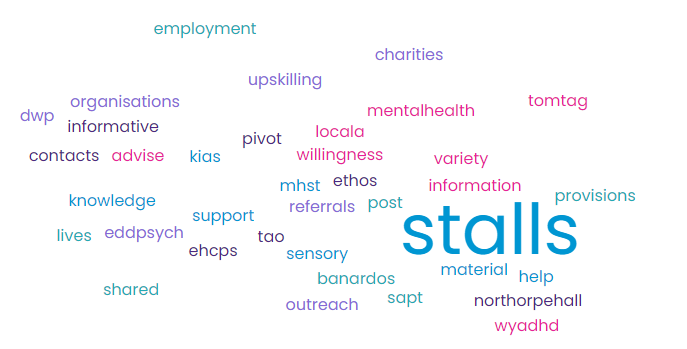 employment
charities
upskilling
organisations
tomtag
mentalhealth
dwp
informative
locala
pivot
contacts
advise
kias
willingness
variety
mhst
ethos
information
provisions
knowledge
referrals
post
support
stalls
lives
eddpsych
tao
ehcps
sensory
material
help
banardos
shared
sapt
outreach
northorpehall
wyadhd